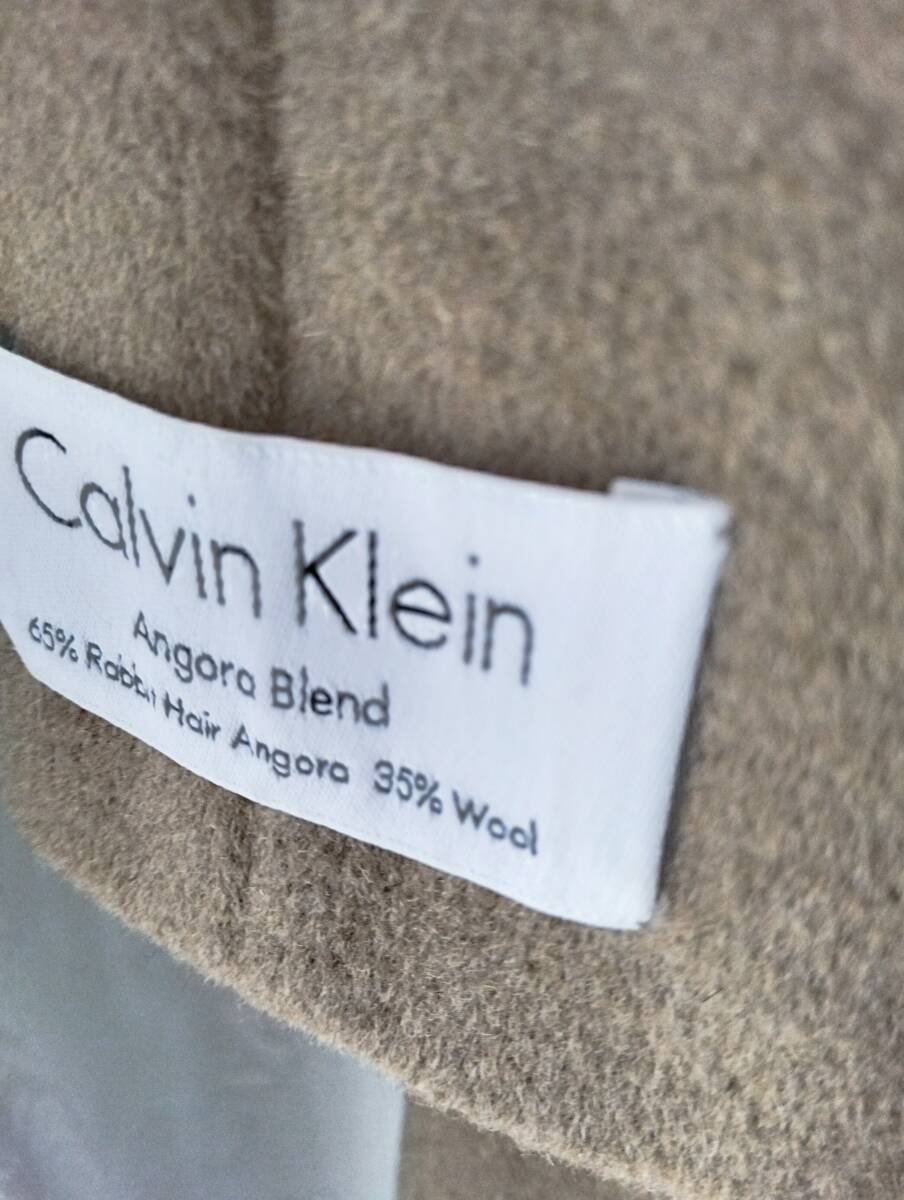 Calvin Klein
Angora Blend
65% Rabbit Hair Angora 35% Wool